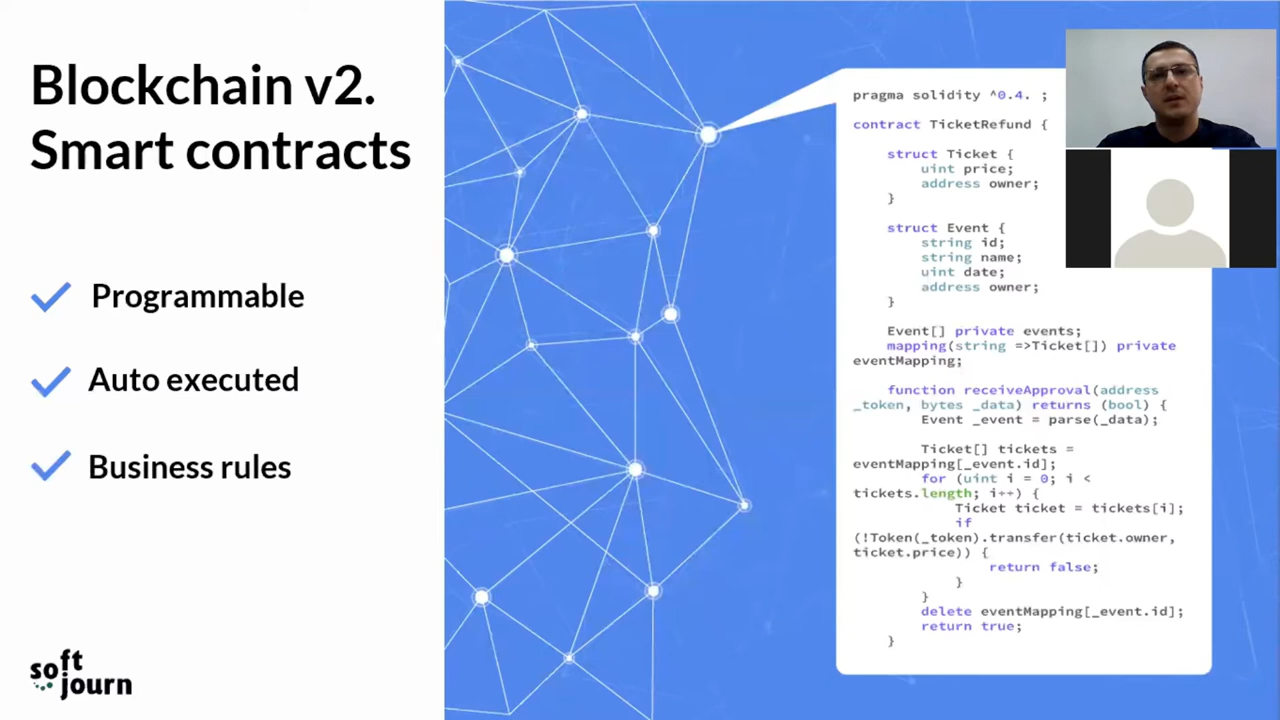 Blockchain v2.
Smart contracts
Programmable
Auto executed
Business rules
soft
journ
pragma solidity ^0.4. ;
contract TicketRefund {
struct Ticket {
uint price;
address owner;
}
struct Event {
string id;
string name;
uint date;
address owner;
}
Event[] private events;
mapping(string =>Ticket[]) private
eventMapping;
function receiveApproval(address
_token, bytes _data) returns (bool) {
Event _event = parse(_data);
Ticket[] tickets =
eventMapping[_event.id];
for (uint i = 0; i <
tickets.length; i++) {
Ticket ticket = tickets[i];
if
(!Token(_token).transfer(ticket.owner,
ticket.price)) {
return false;
}
}
delete eventMapping[_event.id];
return true;
}